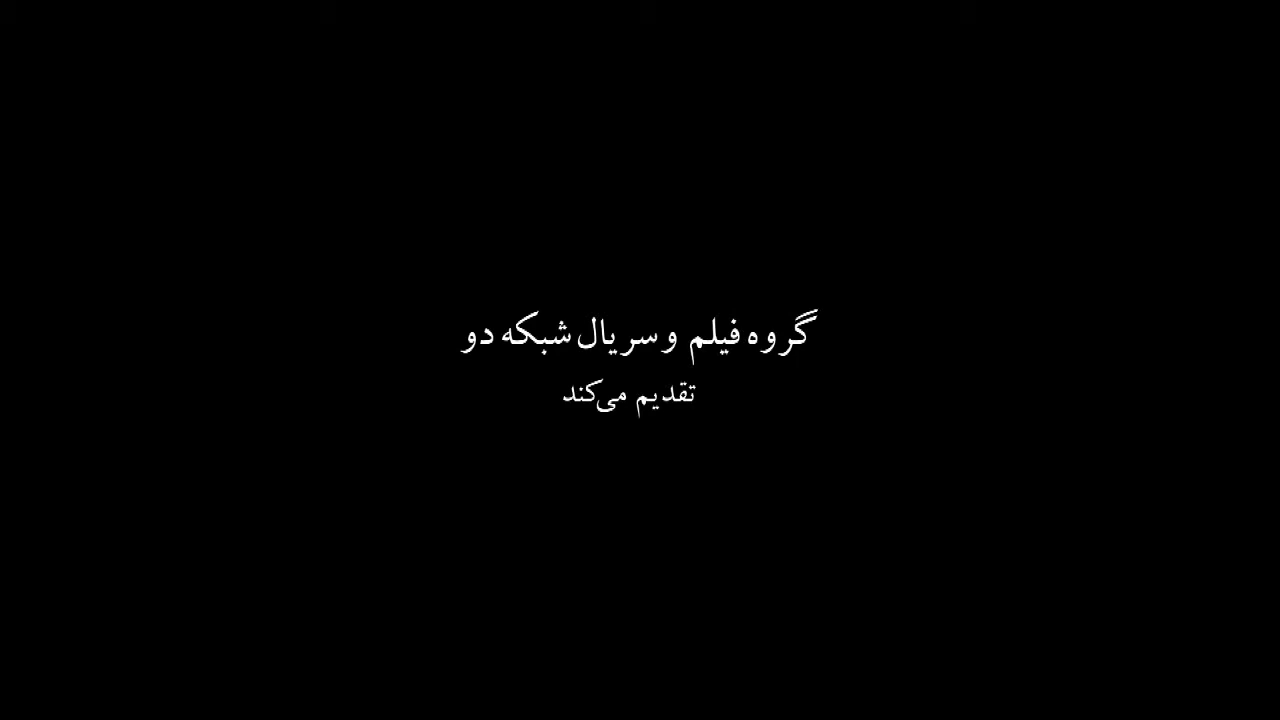 گروه فیلم و سریال شبکه دو
تقدیم می‌کند